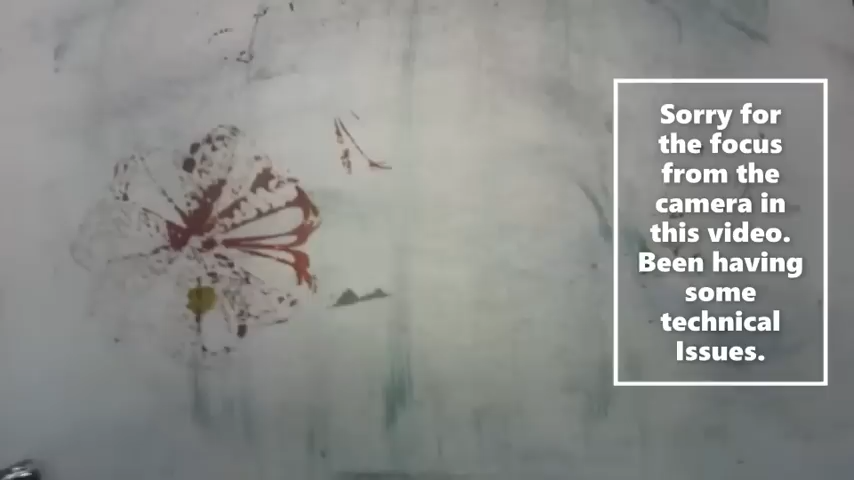 Sorry for
the focus
from the
camera in
this video.
Been having
some
technical
Issues.